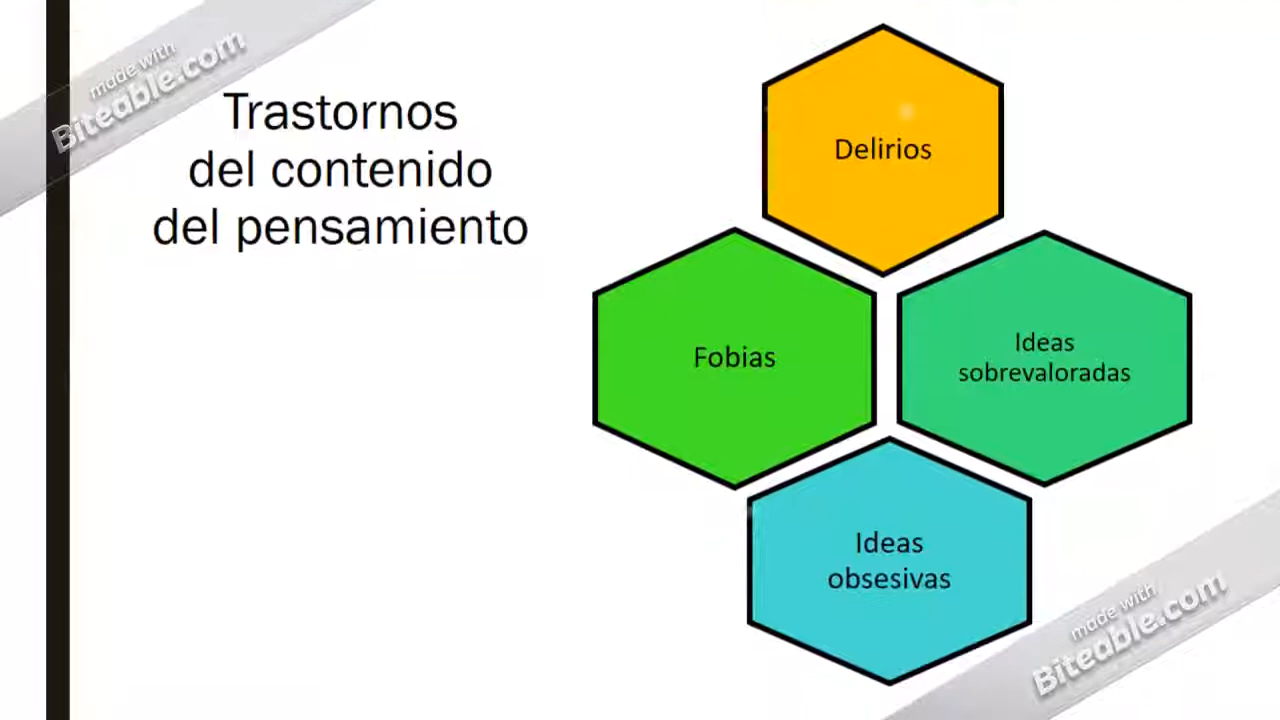 made with
Biteable.com
Trastornos
del contenido
del pensamiento
Delirios
Fobias
Ideas
sobrevaloradas
Ideas
obsesivas
made with
Biteable.com